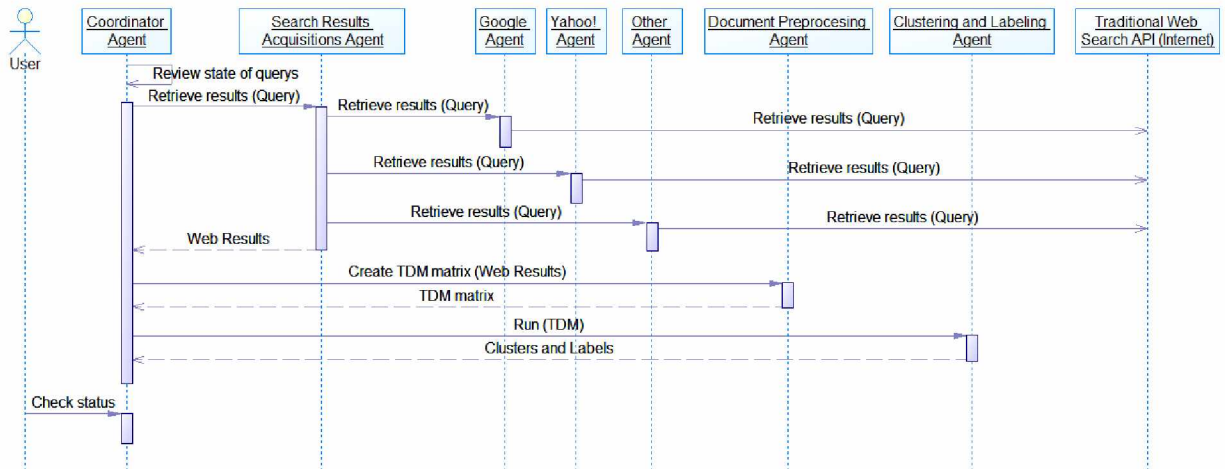 User
Coordinator
Agent
Search Results
Acquisitions Agent
Google
Agent
Yahoo!
Agent
Other
Agent
Document Preprocesing
Agent
Clustering and Labeling
Agent
Traditional Web
Search API (Internet)
Review state of querys
Retrieve results (Query)
Retrieve results (Query)
Retrieve results (Query)
Retrieve results (Query)
Retrieve results (Query)
Retrieve results (Query)
Retrieve results (Query)
Web Results
Create TDM matrix (Web Results)
TDM matrix
Run (TDM)
Clusters and Labels
Check status